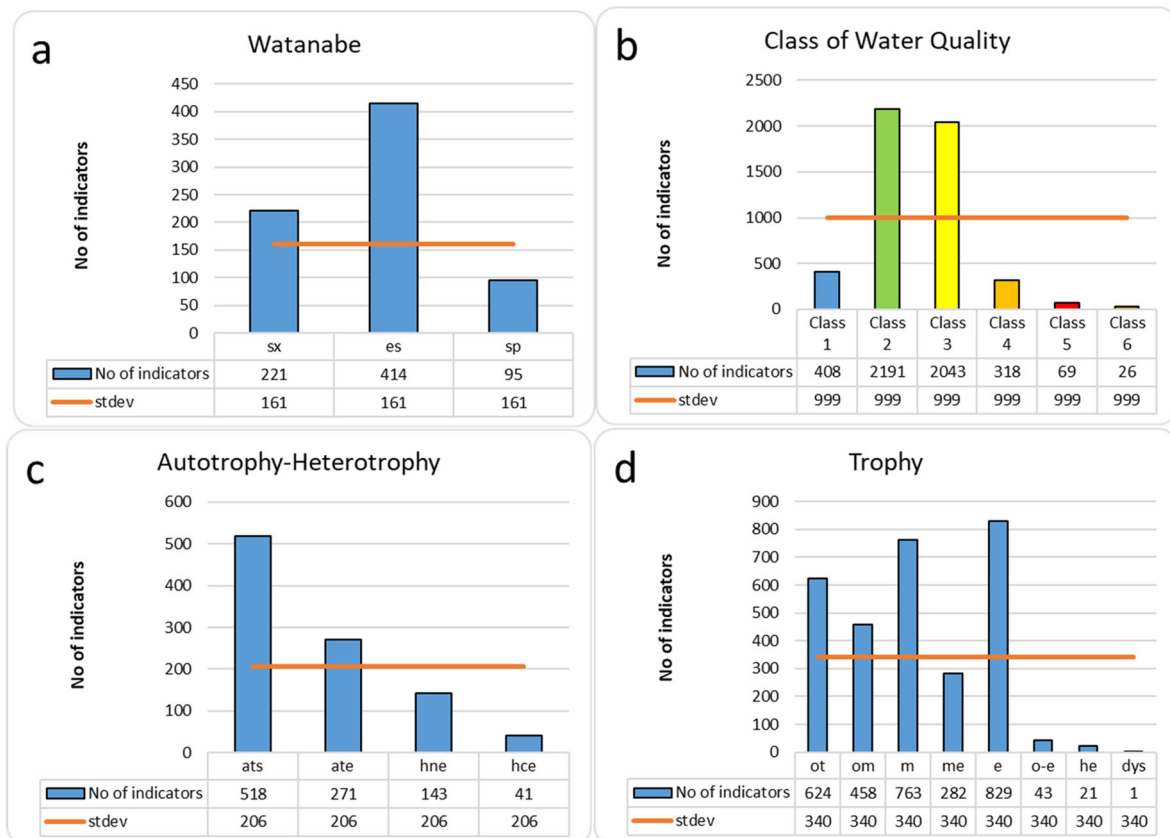 a
Watanabe
No of indicators
450
400
350
300
250
200
150
100
50
0
sx es sp
No of indicators 221 414 95
stdev 161 161 161
b
Class of Water Quality
No of indicators
2500
2000
1500
1000
500
0
Class Class Class Class Class Class
1 2 3 4 5 6
No of indicators 408 2191 2043 318 69 26
stdev 999 999 999 999 999 999
c
Autotrophy-Heterotrophy
No of indicators
600
500
400
300
200
100
0
ats ate hne hce
No of indicators 518 271 143 41
stdev 206 206 206 206
d
Trophy
No of indicators
900
800
700
600
500
400
300
200
100
0
ot om m me e o-e he dys
No of indicators 624 458 763 282 829 43 21 1
stdev 340 340 340 340 340 340 340 340